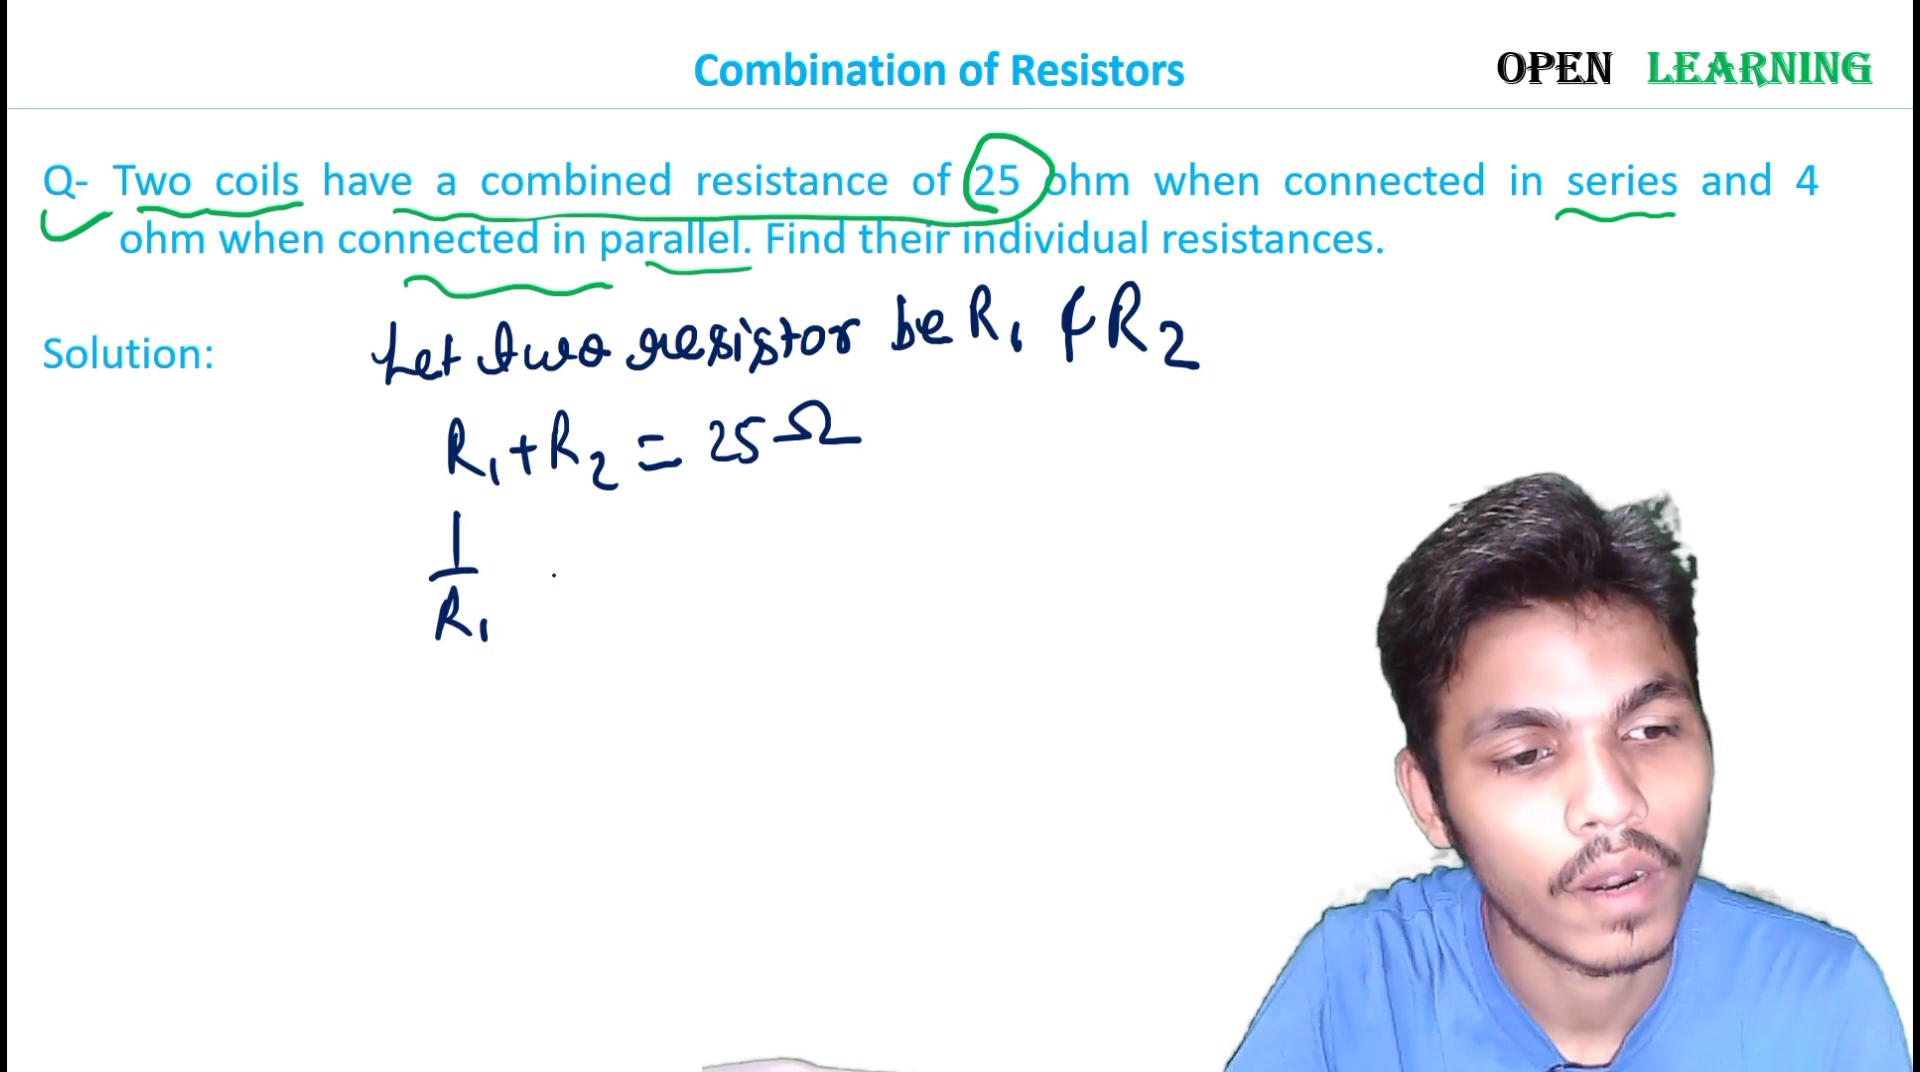 Combination of Resistors
OPEN LEARNING
Q- Two coils have a combined resistance of 25 ohm when connected in series and 4
ohm when connected in parallel. Find their individual resistances.
Solution:
Let two resistor be R₁ & R₂
R₁ + R₂ = 25 Ω
1
R₁